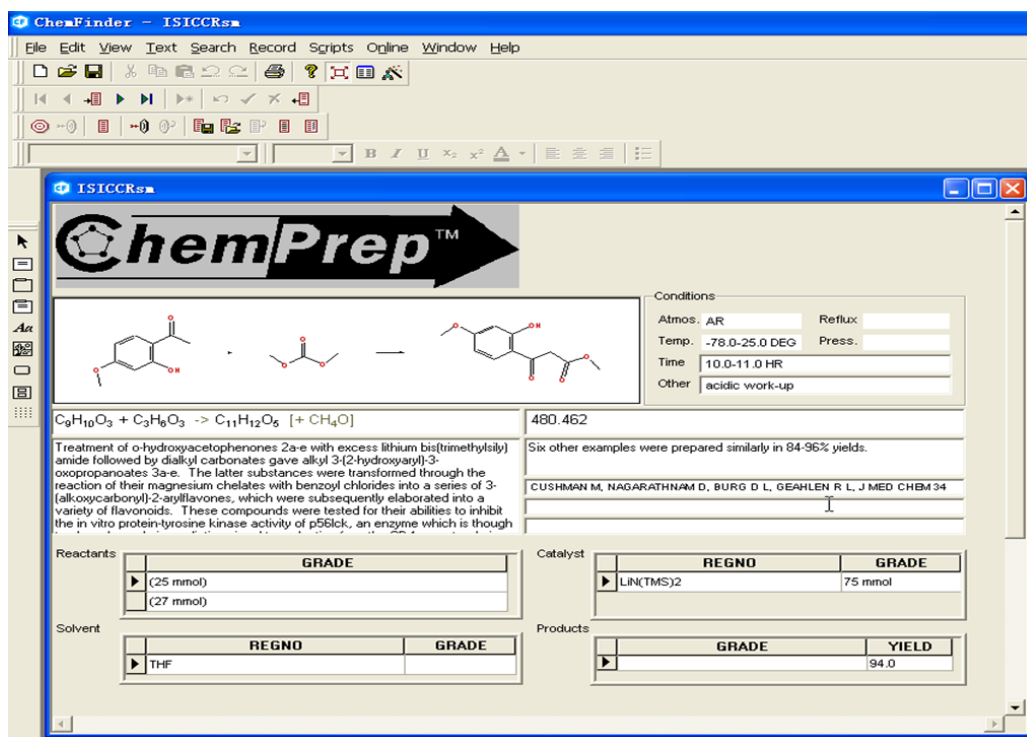 ChemFinder - ISICCRsm
File Edit View Text Search Record Scripts Online Window Help
B I U X₂ X² A
ISICCRsm
ChemPrep™
Conditions
Atmos. AR Reflux
Temp. -78.0-25.0 DEG Press.
Time 10.0-11.0 HR
Other acidic work-up
O OH O
O O O
O OH O O O
C₉H₁₀O₃ + C₃H₆O₃ -> C₁₁H₁₂O₅ [+ CH₄O]
480.462
Treatment of o-hydroxyacetophenones 2a-e with excess lithium bis(trimethylsily)
amide followed by dialkyl carbonates gave alkyl 3-(2-hydroxyaryl)-3-
oxopropanoates 3a-e. The latter substances were transformed through the
reaction of their magnesium chelates with benzoyl chlorides into a series of 3-
(alkoxycarbonyl)-2-arylflavones, which were subsequently elaborated into a
variety of flavonoids. These compounds were tested for their abilities to inhibit
the in vitro protein-tyrosine kinase activity of p56lck, an enzyme which is though
Six other examples were prepared similarly in 84-96% yields.
CUSHMAN M, NAGARATHNAM D, BURG D L, GEAHLEN R L, J MED CHEM 34
Reactants
GRADE
(25 mmol)
(27 mmol)
Catalyst
REGNO GRADE
LiN(TMS)2 75 mmol
Solvent
REGNO GRADE
THF
Products
GRADE YIELD
94.0